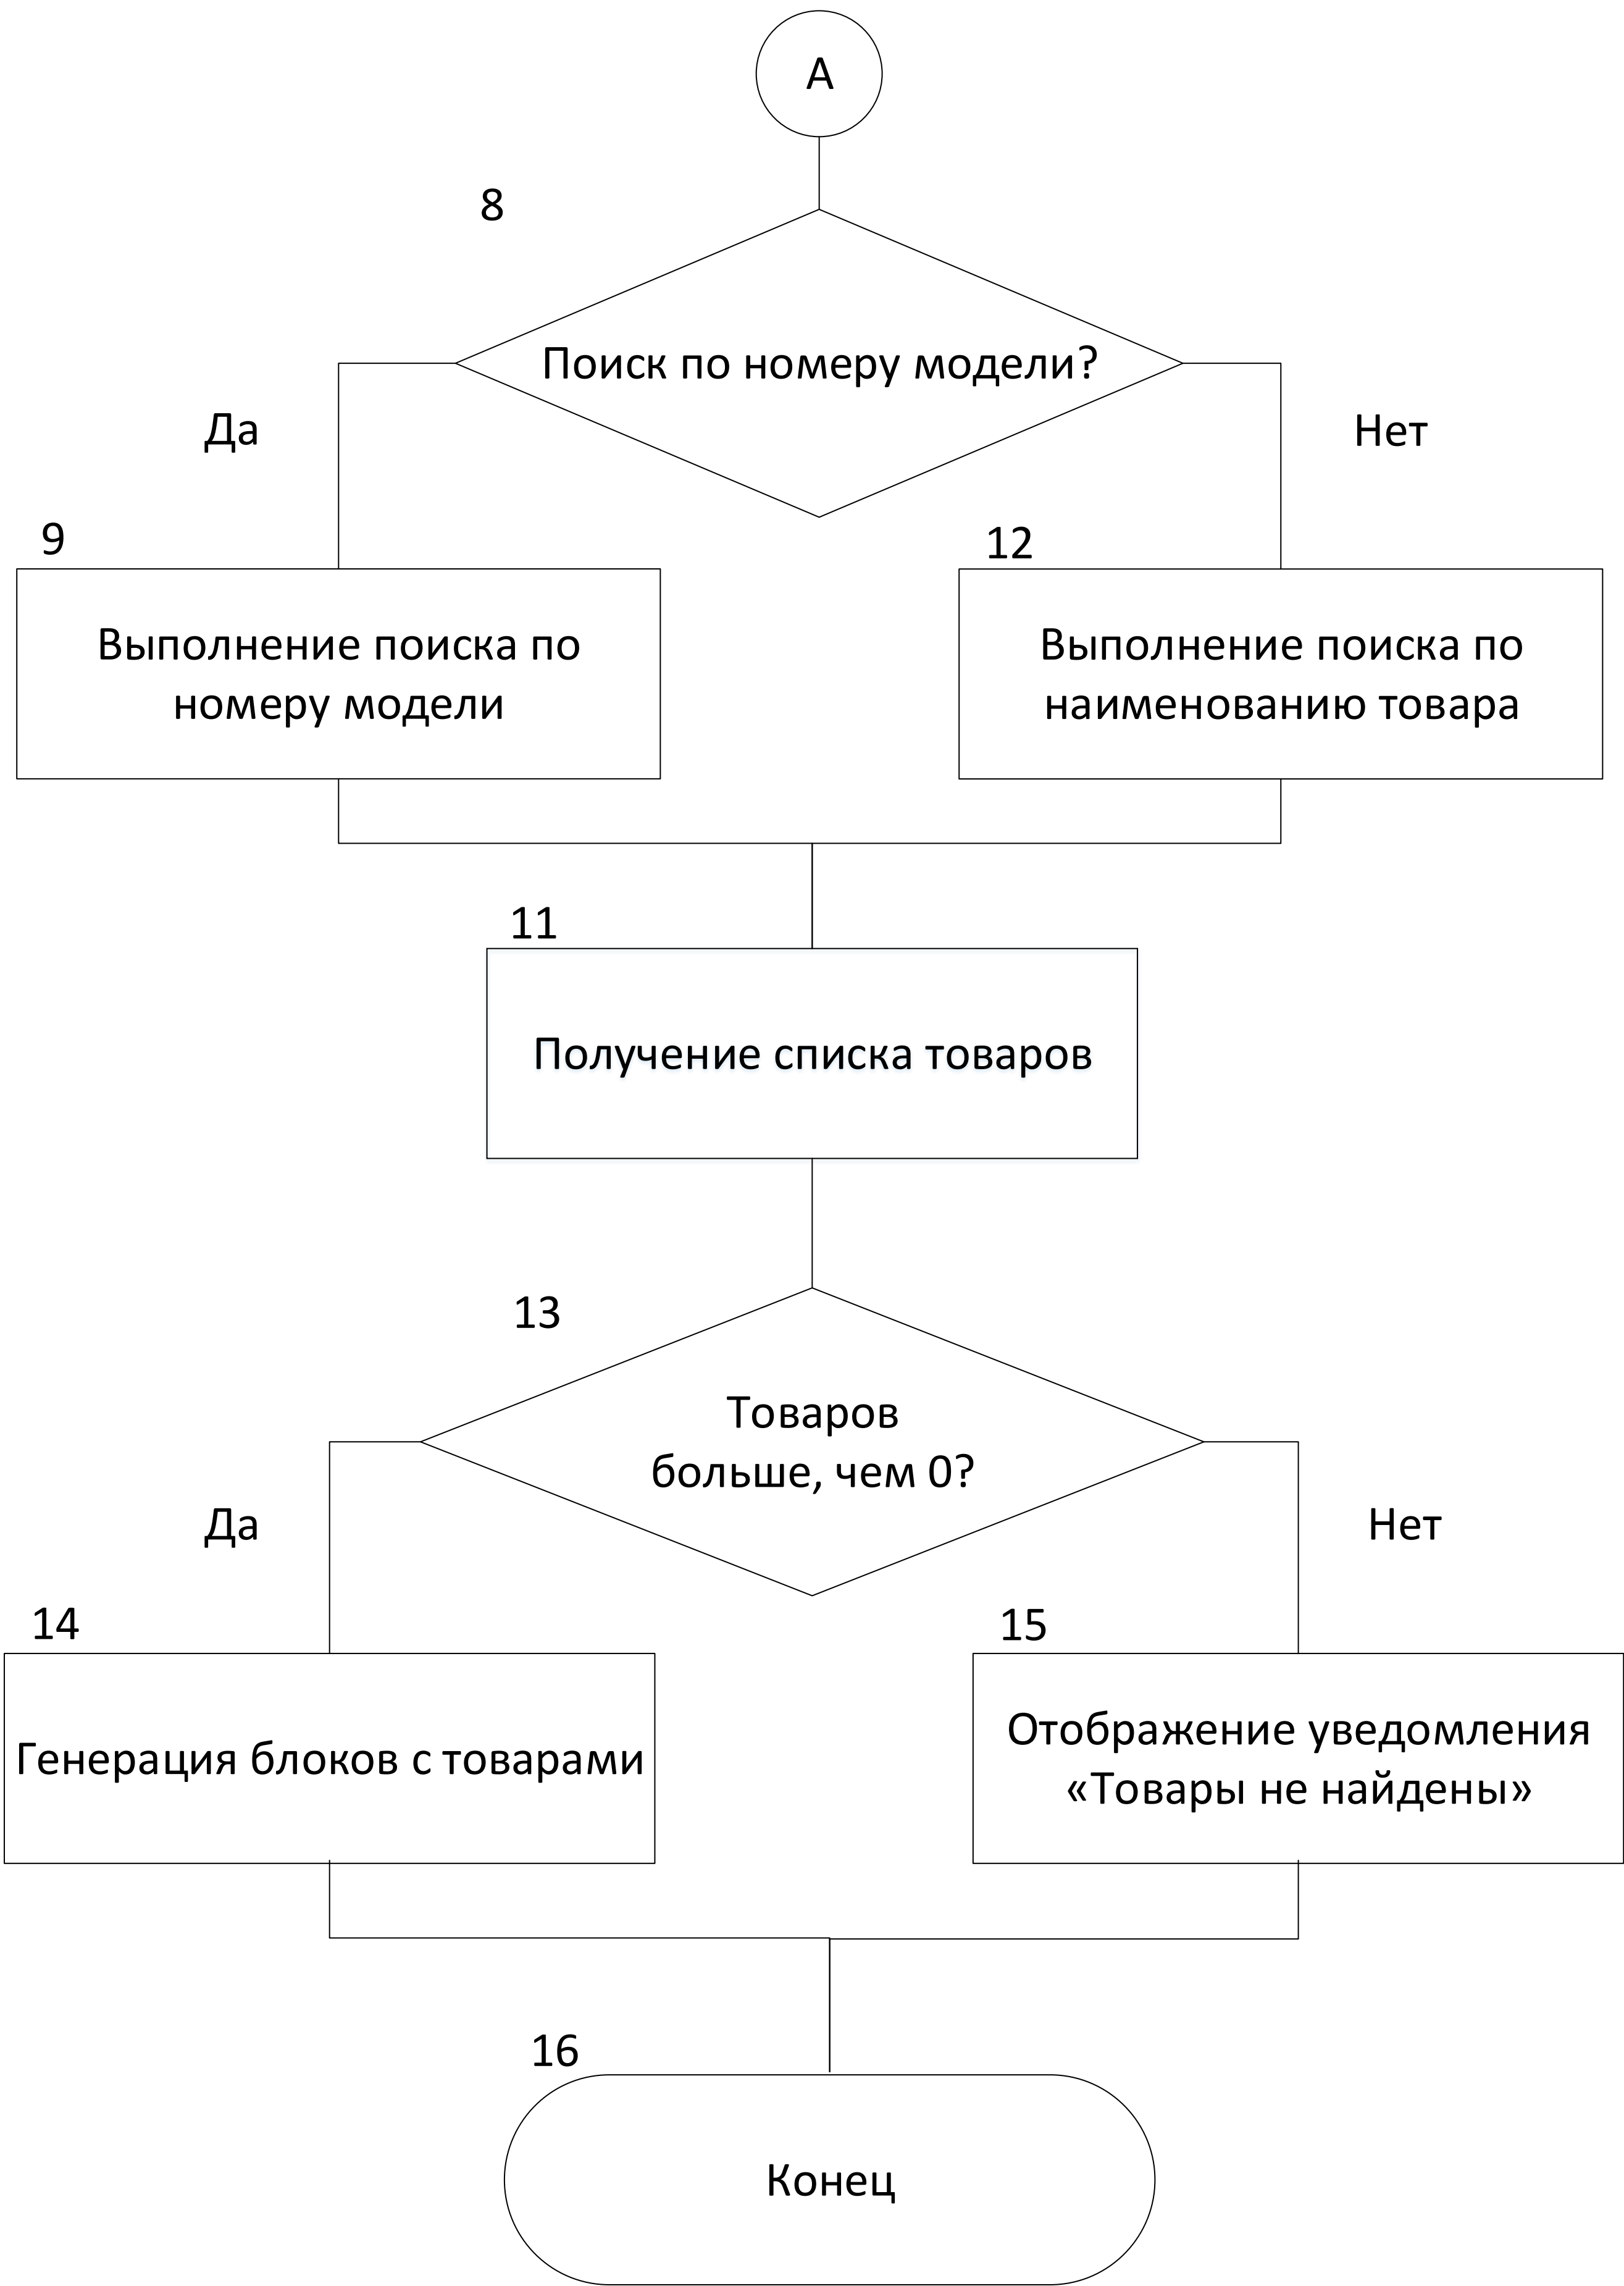 А
8
Поиск по номеру модели?
Да
Нет
9
12
Выполнение поиска по
номеру модели
Выполнение поиска по
наименованию товара
11
Получение списка товаров
13
Товаров
больше, чем 0?
Да
Нет
14
15
Генерация блоков с товарами
Отображение уведомления
«Товары не найдены»
16
Конец